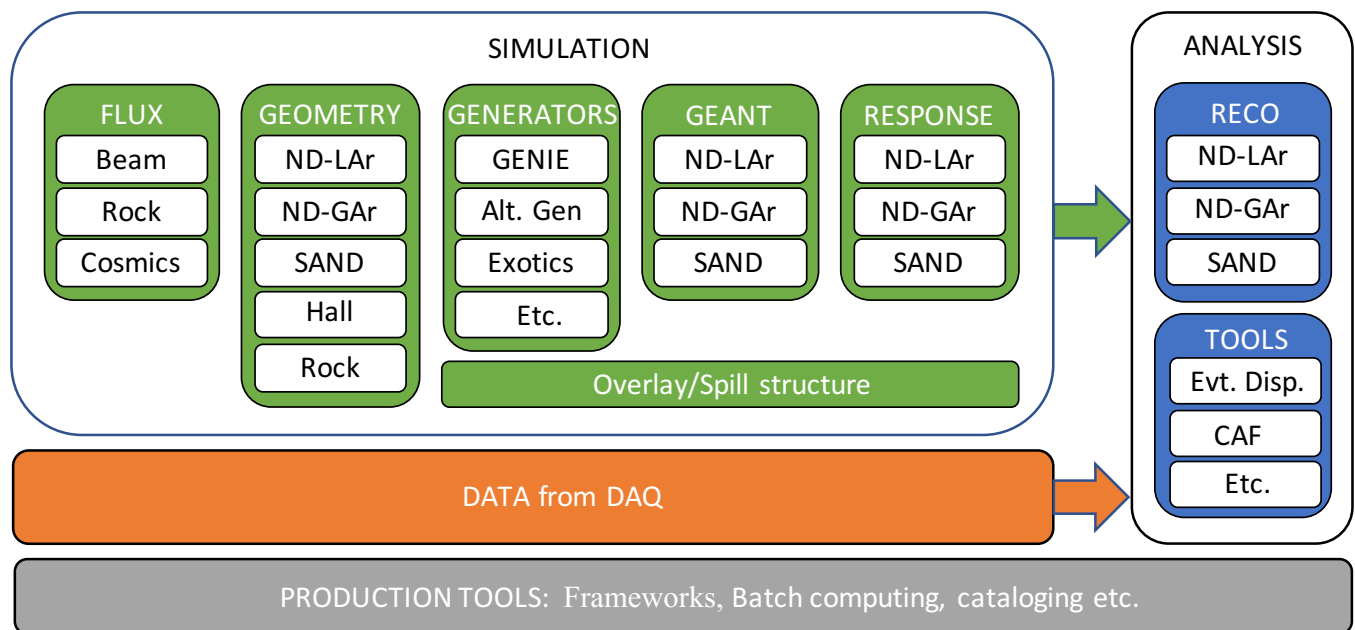 SIMULATION
FLUX
Beam
Rock
Cosmics
GEOMETRY
ND-LAr
ND-GAr
SAND
Hall
Rock
GENERATORS
GENIE
Alt. Gen
Exotics
Etc.
GEANT
ND-LAr
ND-GAr
SAND
RESPONSE
ND-LAr
ND-GAr
SAND
Overlay/Spill structure
DATA from DAQ
ANALYSIS
RECO
ND-LAr
ND-GAr
SAND
TOOLS
Evt. Disp.
CAF
Etc.
PRODUCTION TOOLS: Frameworks, Batch computing, cataloging etc.